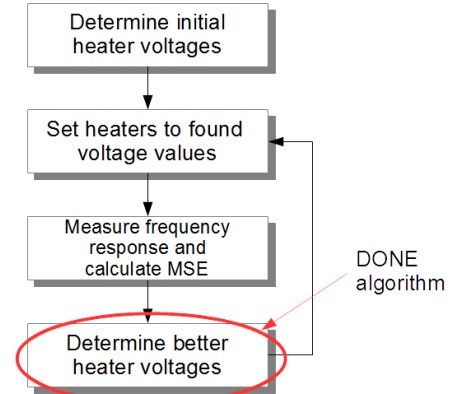 Determine initial
heater voltages
Set heaters to found
voltage values
Measure frequency
response and
calculate MSE
DONE
algorithm
Determine better
heater voltages